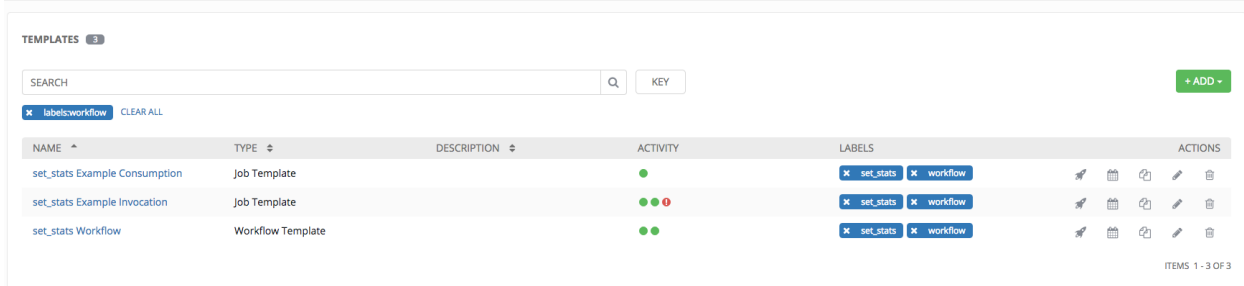 TEMPLATES 3
SEARCH KEY + ADD
labels:workflow CLEAR ALL
NAME TYPE DESCRIPTION ACTIVITY LABELS ACTIONS
set_stats Example Consumption Job Template set_stats workflow
set_stats Example Invocation Job Template set_stats workflow
set_stats Workflow Workflow Template set_stats workflow
ITEMS 1 - 3 OF 3